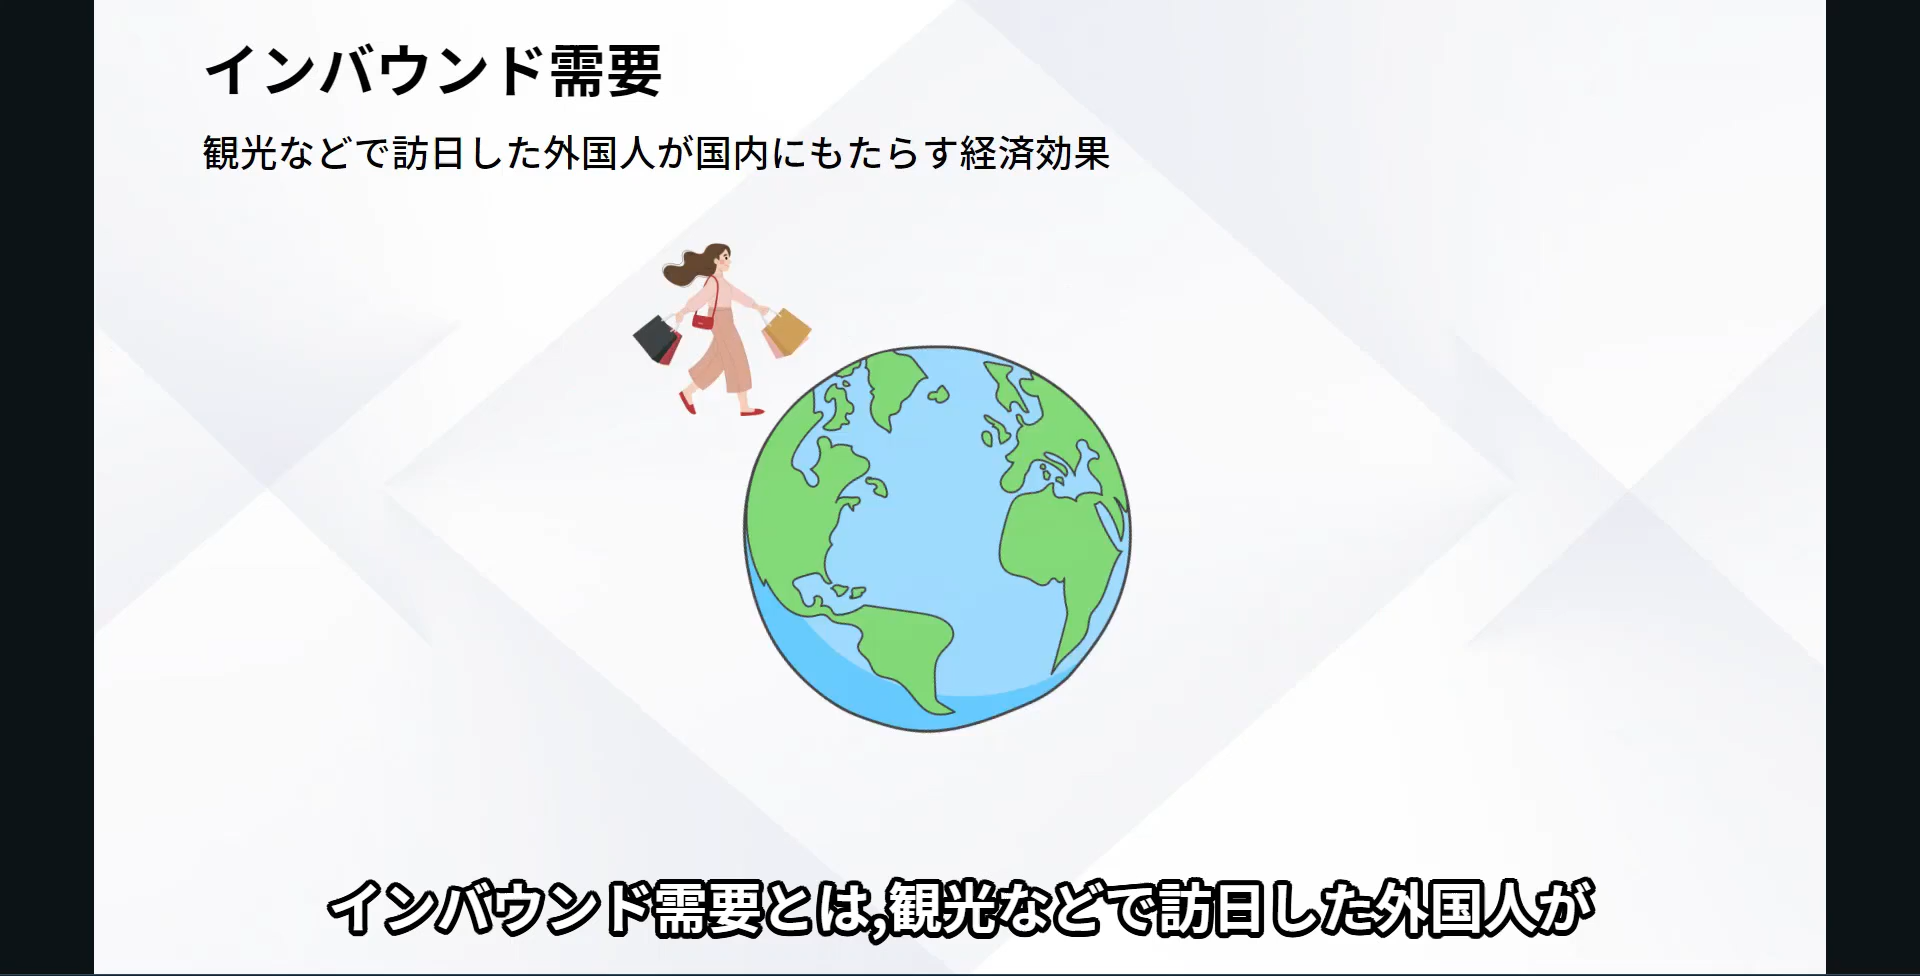 インバウンド需要
観光などで訪日した外国人が国内にもたらす経済効果
インバウンド需要とは,観光などで訪日した外国人が